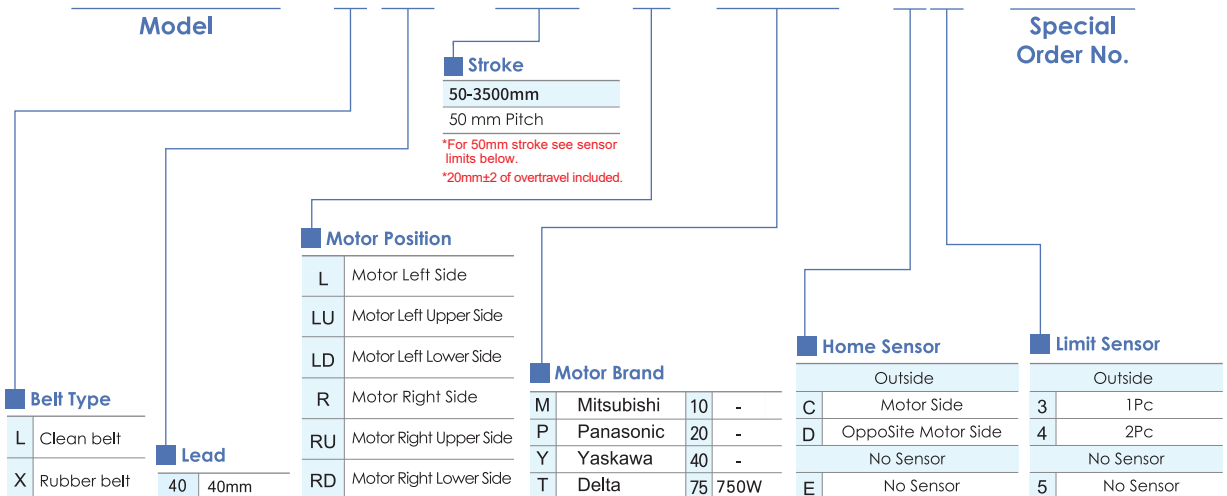 Model
Special
Order No.
Stroke
50-3500mm
50 mm Pitch
*For 50mm stroke see sensor
limits below.
*20mm±2 of overtravel included.
Motor Position
L Motor Left Side
LU Motor Left Upper Side
LD Motor Left Lower Side
R Motor Right Side
RU Motor Right Upper Side
RD Motor Right Lower Side
Belt Type
L Clean belt
X Rubber belt
Lead
40 40mm
Motor Brand
M Mitsubishi 10 -
P Panasonic 20 -
Y Yaskawa 40 -
T Delta 75 750W
Home Sensor
Outside
C Motor Side
D OppoSite Motor Side
No Sensor
E No Sensor
Limit Sensor
Outside
3 1Pc
4 2Pc
No Sensor
5 No Sensor